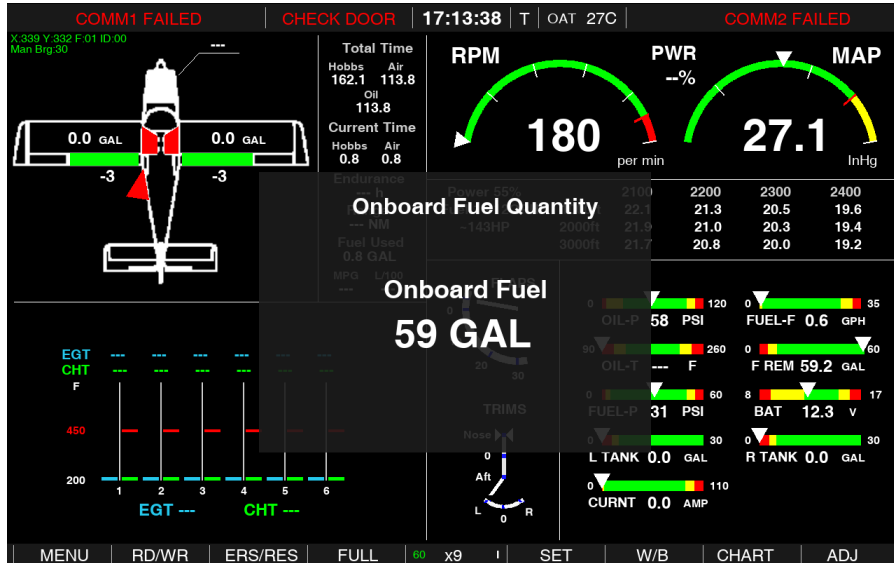 COMM1 FAILED CHECK DOOR 17:13:38 T OAT 27C COMM2 FAILED
X:339 Y:332 F:01 ID:00
Man Brg:30
---
0.0 GAL 0.0 GAL
-3 -3
Total Time
Hobbs Air
162.1 113.8
Oil
113.8
Current Time
Hobbs Air
0.8 0.8
Endurance
--- h
--- NM
Fuel Used
0.8 GAL
MPG L/100
--- ---
RPM
180
per min
PWR
--%
MAP
27.1
InHg
Power 55% 2100 2200 2300 2400
22.1 21.3 20.5 19.6
~143HP 2000ft 21.9 21.0 20.3 19.4
3000ft 21.7 20.8 20.0 19.2
Onboard Fuel Quantity
Onboard Fuel
59 GAL
FLAPS
0
20
30
TRIMS
Nose
0
Aft
L 0 R
EGT --- --- --- --- --- ---
CHT --- --- --- --- --- ---
F
450
200
1 2 3 4 5 6
EGT --- CHT ---
0 120
OIL-P 58 PSI
0 35
FUEL-F 0.6 GPH
90 260
OIL-T --- F
0 60
F REM 59.2 GAL
0 60
FUEL-P 31 PSI
8 17
BAT 12.3 V
0 30
L TANK 0.0 GAL
0 30
R TANK 0.0 GAL
0 110
CURNT 0.0 AMP
MENU RD/WR ERS/RES FULL 60 x9 I SET W/B CHART ADJ